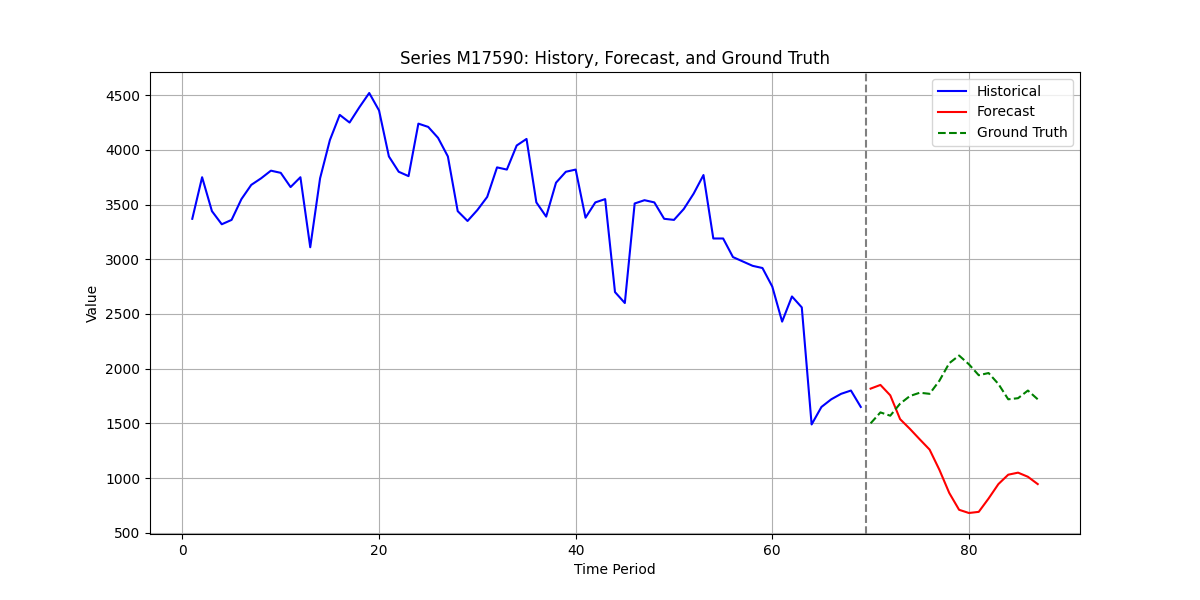 Series M17590: History, Forecast, and Ground Truth
Historical
Forecast
Ground Truth
Value
4500
4000
3500
3000
2500
2000
1500
1000
500
0
20
40
60
80
Time Period